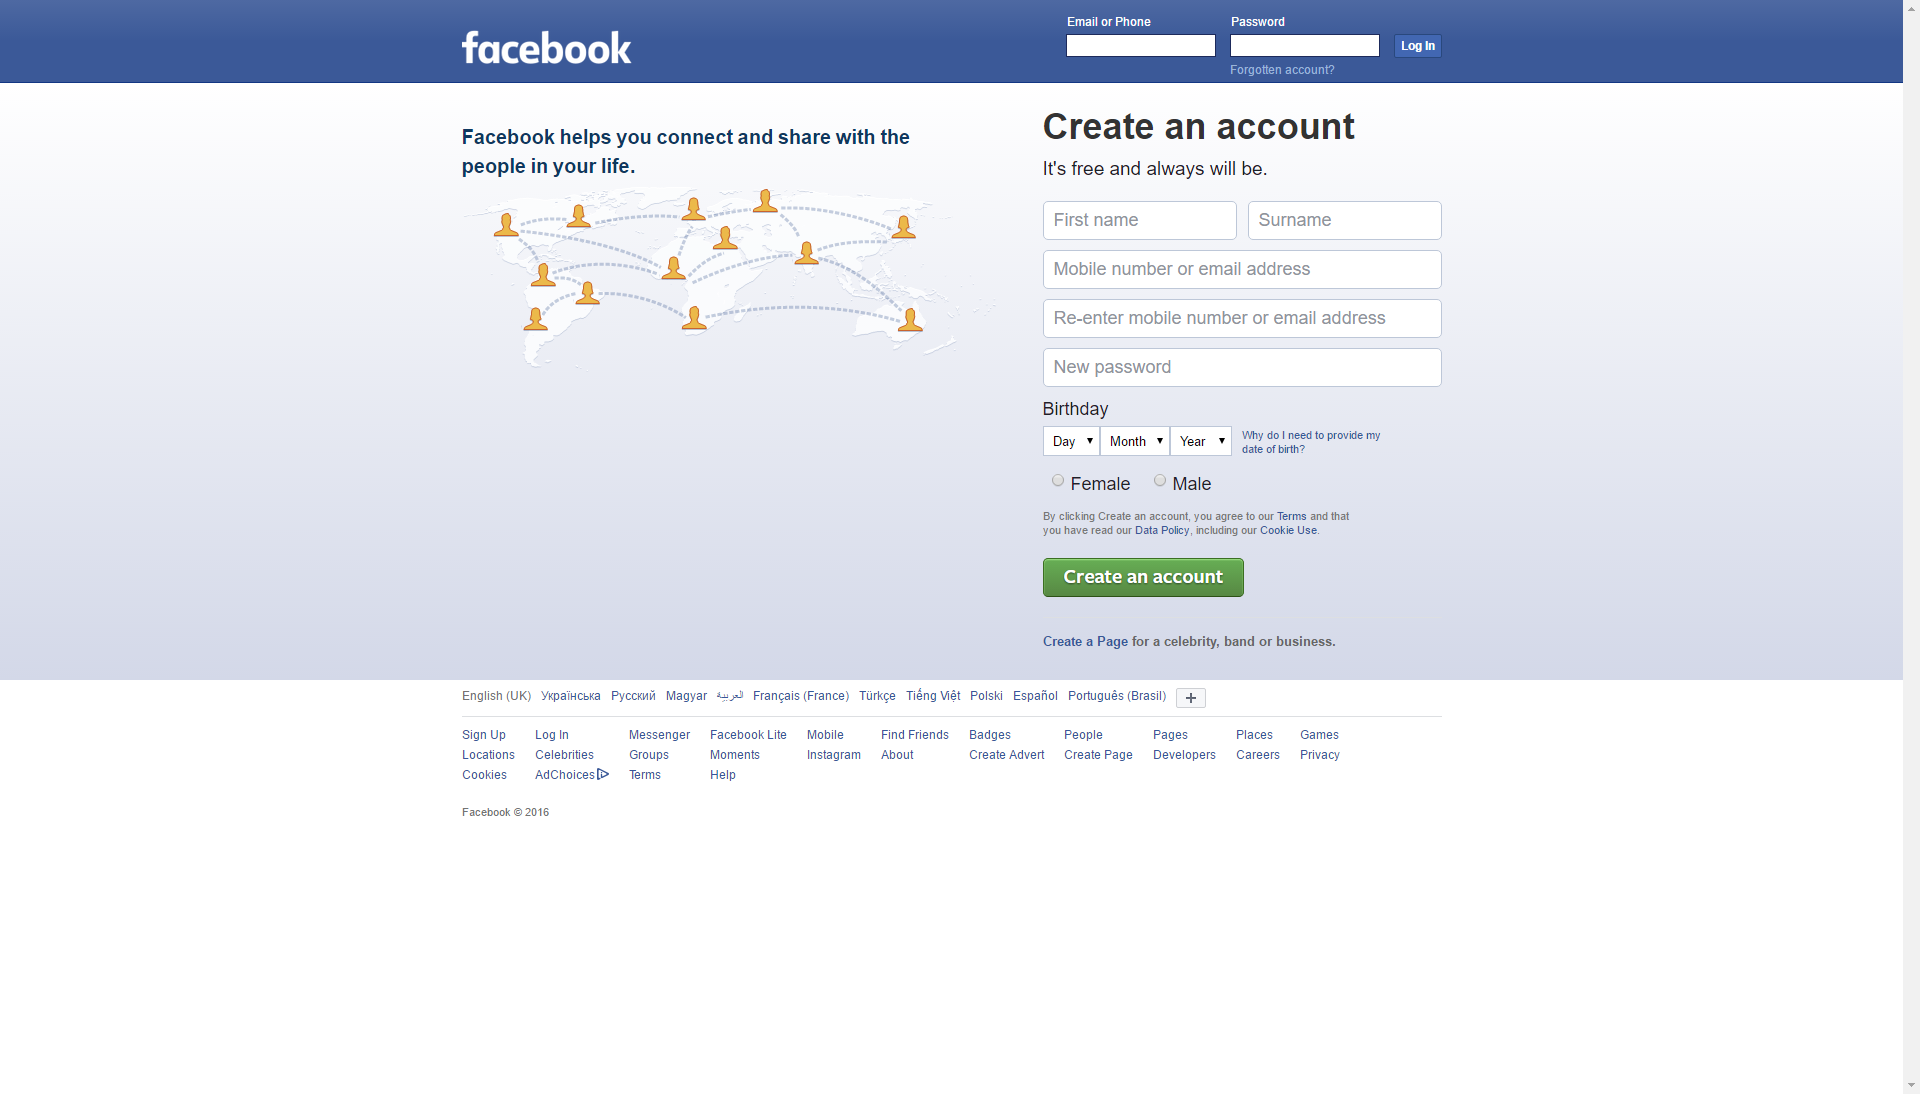 facebook
Email or Phone
Password
Log In
Forgotten account?
Facebook helps you connect and share with the
people in your life.
Create an account
It's free and always will be.
First name
Surname
Mobile number or email address
Re-enter mobile number or email address
New password
Birthday
Day
Month
Year
Why do I need to provide my
date of birth?
Female
Male
By clicking Create an account, you agree to our Terms and that
you have read our Data Policy, including our Cookie Use.
Create an account
Create a Page for a celebrity, band or business.
English (UK) Українська Русский Magyar العربية Français (France) Türkçe Tiếng Việt Polski Español Português (Brasil) +
Sign Up Log In Messenger Facebook Lite Mobile Find Friends Badges People Pages Places Games
Locations Celebrities Groups Moments Instagram About Create Advert Create Page Developers Careers Privacy
Cookies AdChoices Terms Help
Facebook © 2016